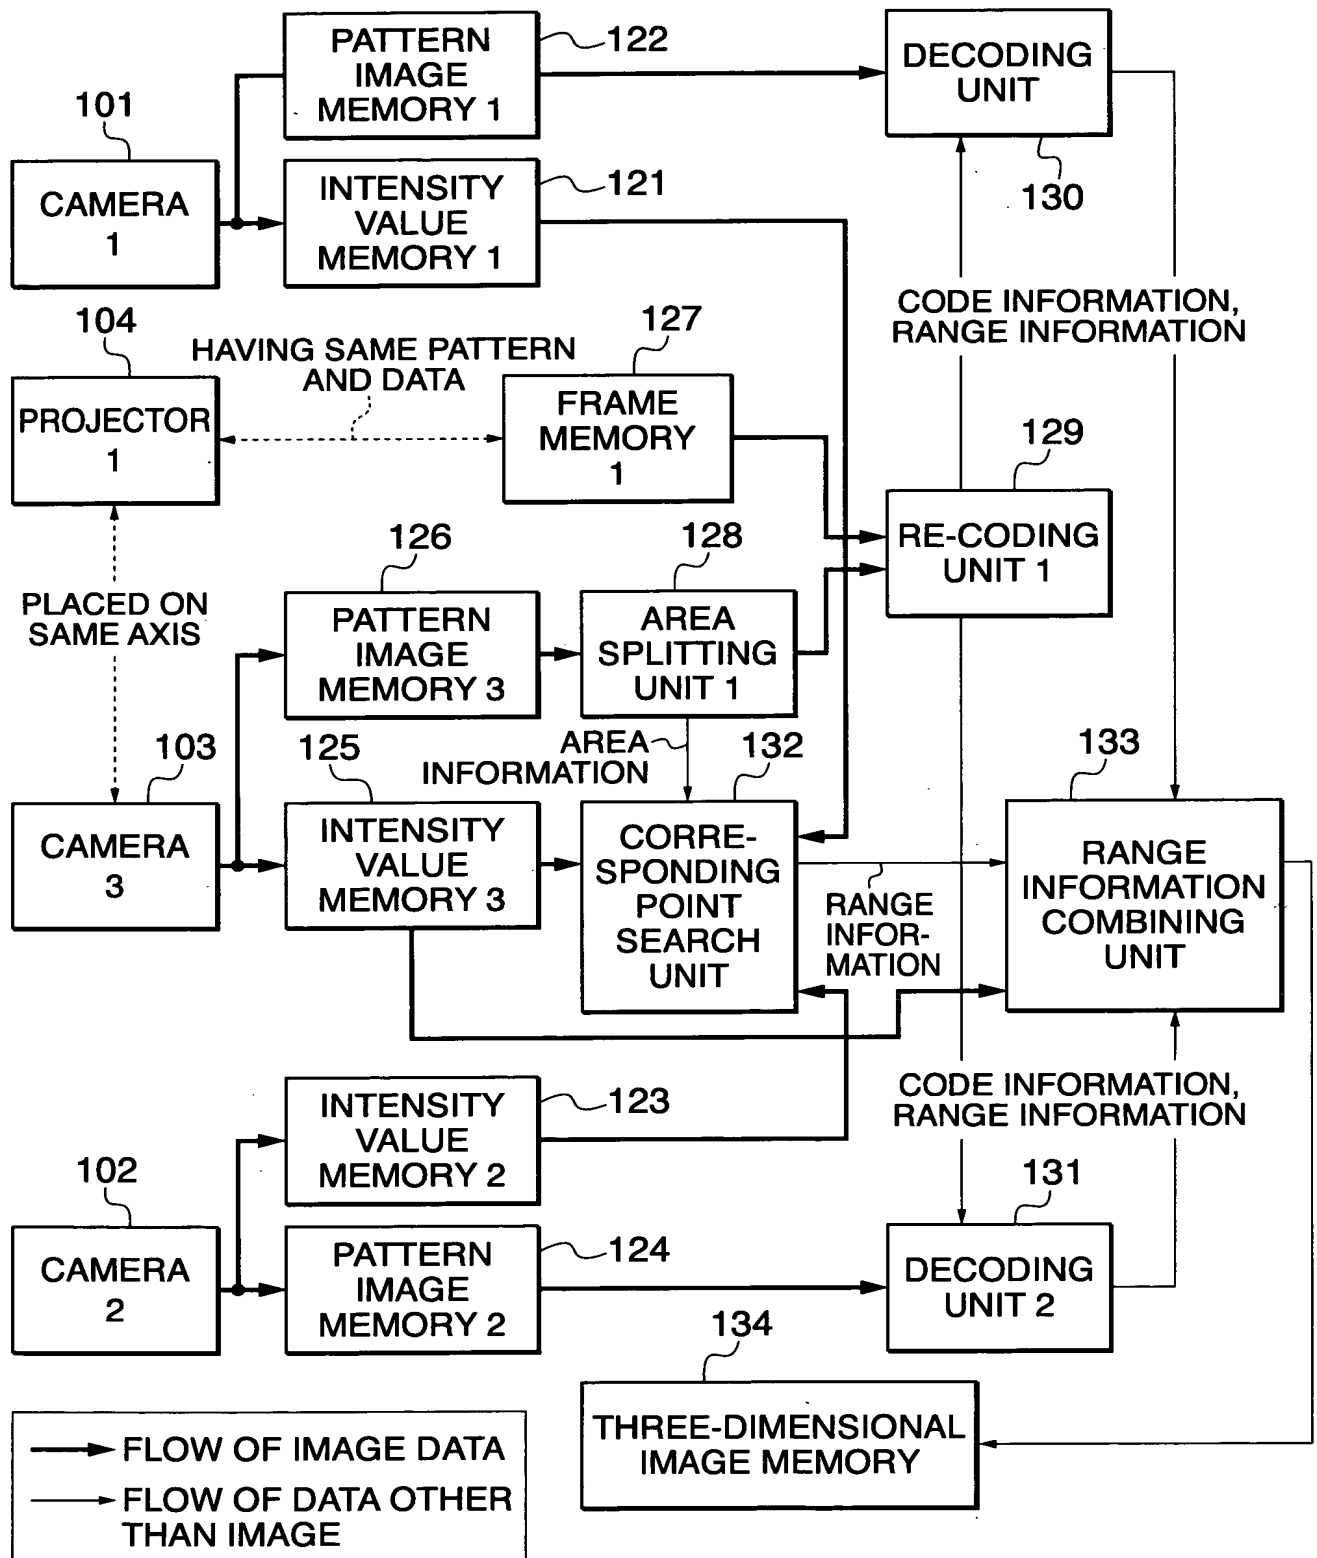 PATTERN
IMAGE
MEMORY 1
122
DECODING
UNIT
130
101
CAMERA
1
INTENSITY
VALUE
MEMORY 1
121
CODE INFORMATION,
RANGE INFORMATION
104
PROJECTOR
1
HAVING SAME PATTERN
AND DATA
127
FRAME
MEMORY
1
129
RE-CODING
UNIT 1
PLACED ON
SAME AXIS
126
PATTERN
IMAGE
MEMORY 3
128
AREA
SPLITTING
UNIT 1
AREA
INFORMATION
103
CAMERA
3
125
INTENSITY
VALUE
MEMORY 3
132
CORRE-
SPONDING
POINT
SEARCH
UNIT
RANGE
INFOR-
MATION
133
RANGE
INFORMATION
COMBINING
UNIT
INTENSITY
VALUE
MEMORY 2
123
CODE INFORMATION,
RANGE INFORMATION
102
CAMERA
2
PATTERN
IMAGE
MEMORY 2
124
131
DECODING
UNIT 2
134
THREE-DIMENSIONAL
IMAGE MEMORY
FLOW OF IMAGE DATA
FLOW OF DATA OTHER
THAN IMAGE